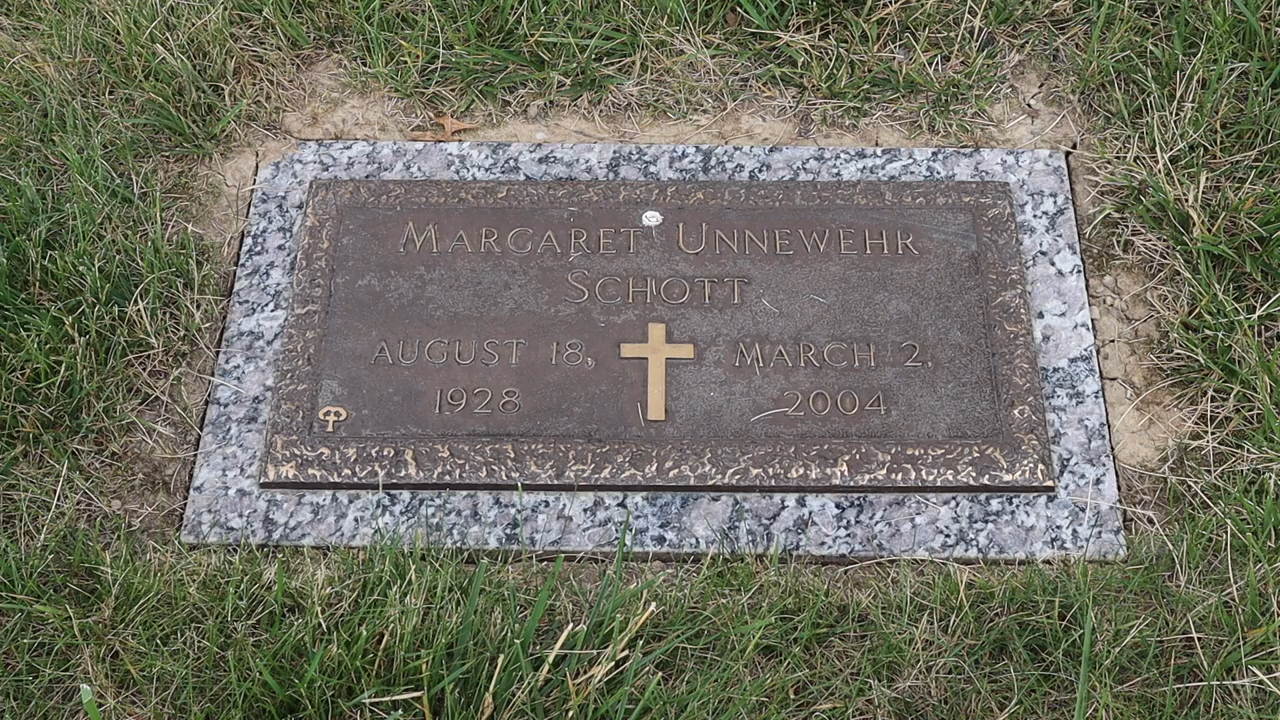 MARGARET UNNEWEHR
SCHOTT
AUGUST 18, MARCH 2,
1928 2004